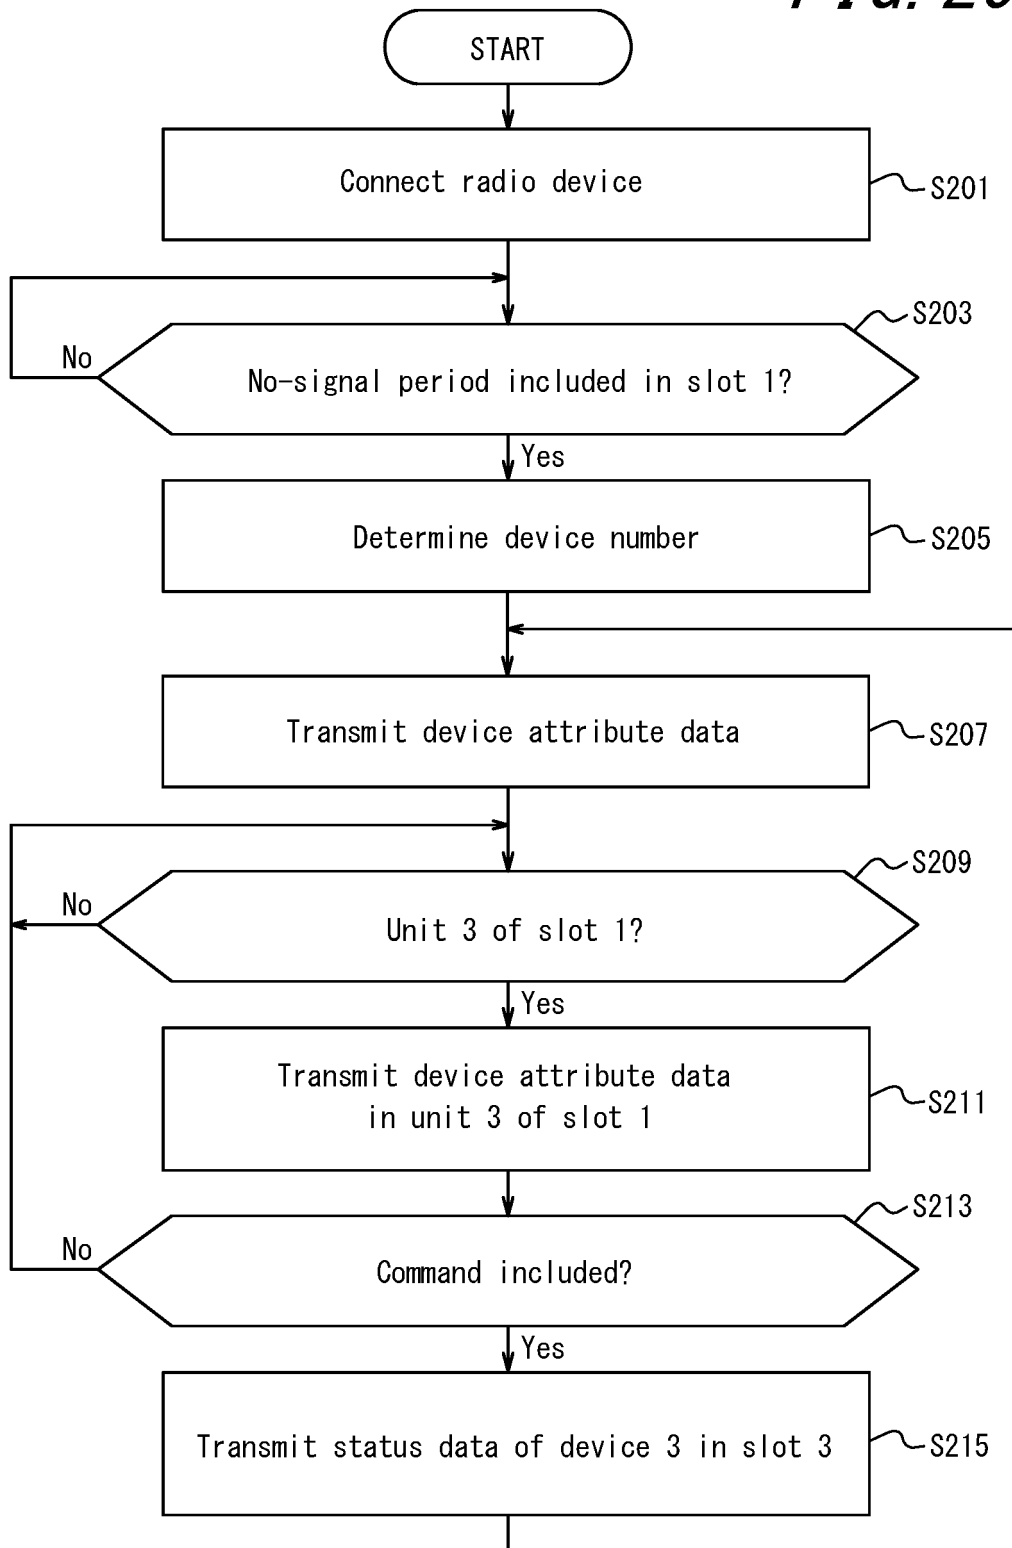 START
Connect radio device
S201
S203
No
No-signal period included in slot 1?
Yes
Determine device number
S205
Transmit device attribute data
S207
S209
No
Unit 3 of slot 1?
Yes
Transmit device attribute data
in unit 3 of slot 1
S211
S213
No
Command included?
Yes
Transmit status data of device 3 in slot 3
S215